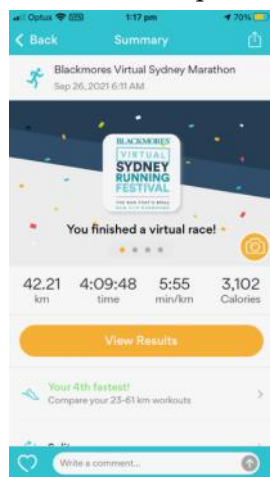 Optus 1:17 pm 70%
Back Summary
Blackmores Virtual Sydney Marathon
Sep 26, 2021 6:11 AM
BLACKMORES
VIRTUAL
SYDNEY
RUNNING
FESTIVAL
You finished a virtual race!
42.21 4:09:48 5:55 3,102
km time min/km Calories
View Results
Your 4th fastest!
Compare your 23-61 km workouts
Write a comment...